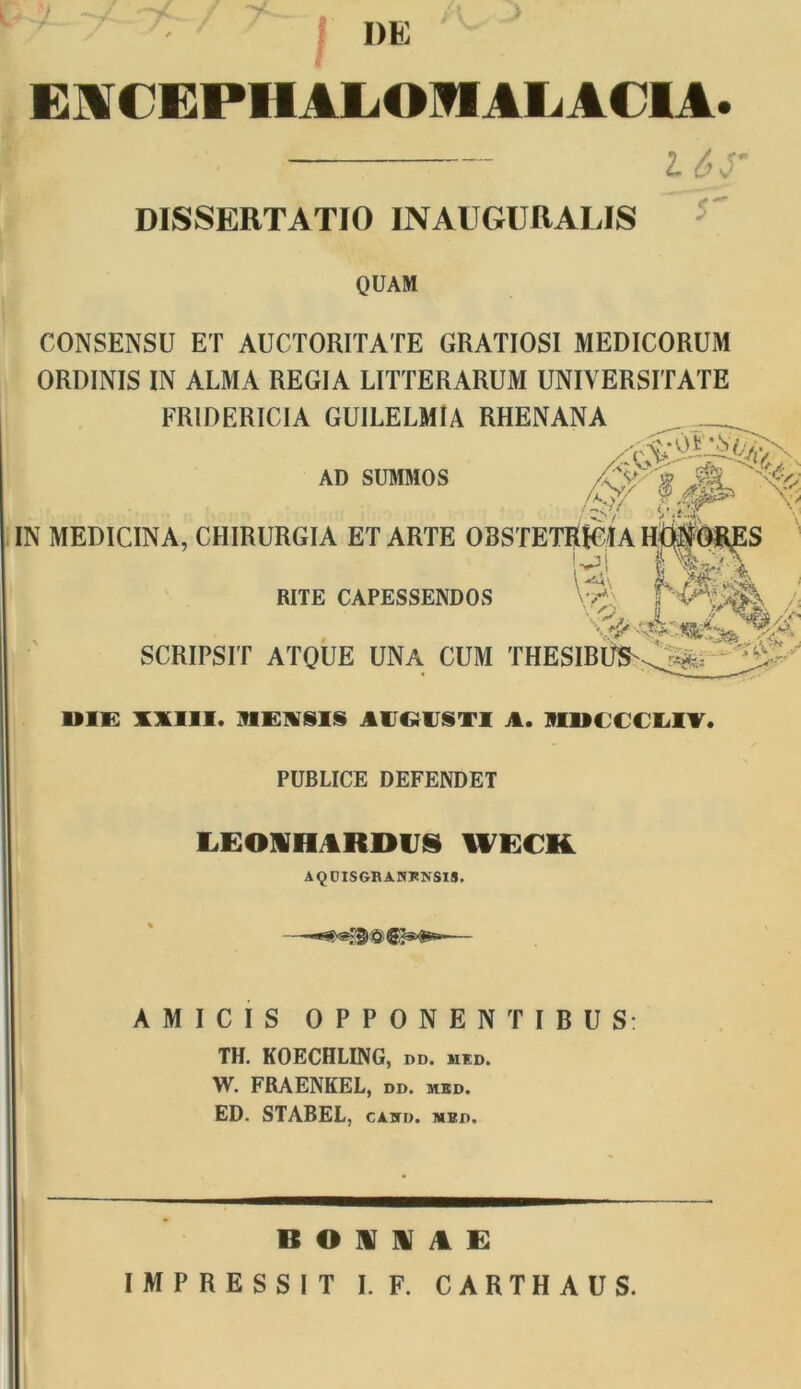 DE
ENCEPHALOMALACIA.
265
DISSERTATIO INAUGURALIS
QUAM
CONSENSU ET AUCTORITATE GRATIOSI MEDICORUM
ORDINIS IN ALMA REGIA LITTERARUM UNIVERSITATE
FRIDERICIA GUILELMIA RHENANA
AD SUMMOS
IN MEDICINA, CHIRURGIA ET ARTE OBSTETRICIA HONORES
RITE CAPESSENDOS
SCRIPSIT ATQUE UNA CUM THESIBUS
DIE XXIII. MENSIS AUGUSTI A. MDCCCLIV.
PUBLICE DEFENDET
LEONHARDUS WECK
AQUISGRANENSIS.
AMICIS OPPONENTIBUS:
TH. KOECHLING, DD. MED.
W. FRAENKEL, DD. MED.
ED. STABEL, CAND. MED.
BONNAE
IMPRESSIT I. F. CARTHAUS.